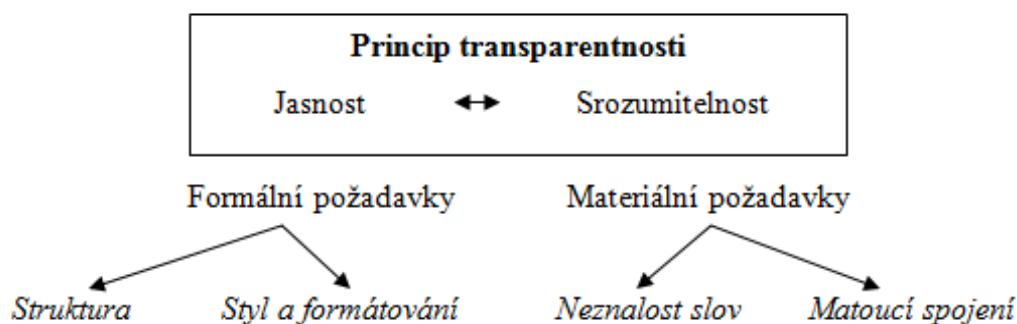 Princip transparentnosti
Jasnost Srozumitelnost
Formální požadavky Materiální požadavky
Struktura Styl a formátování Neznalost slov Matoucí spojení